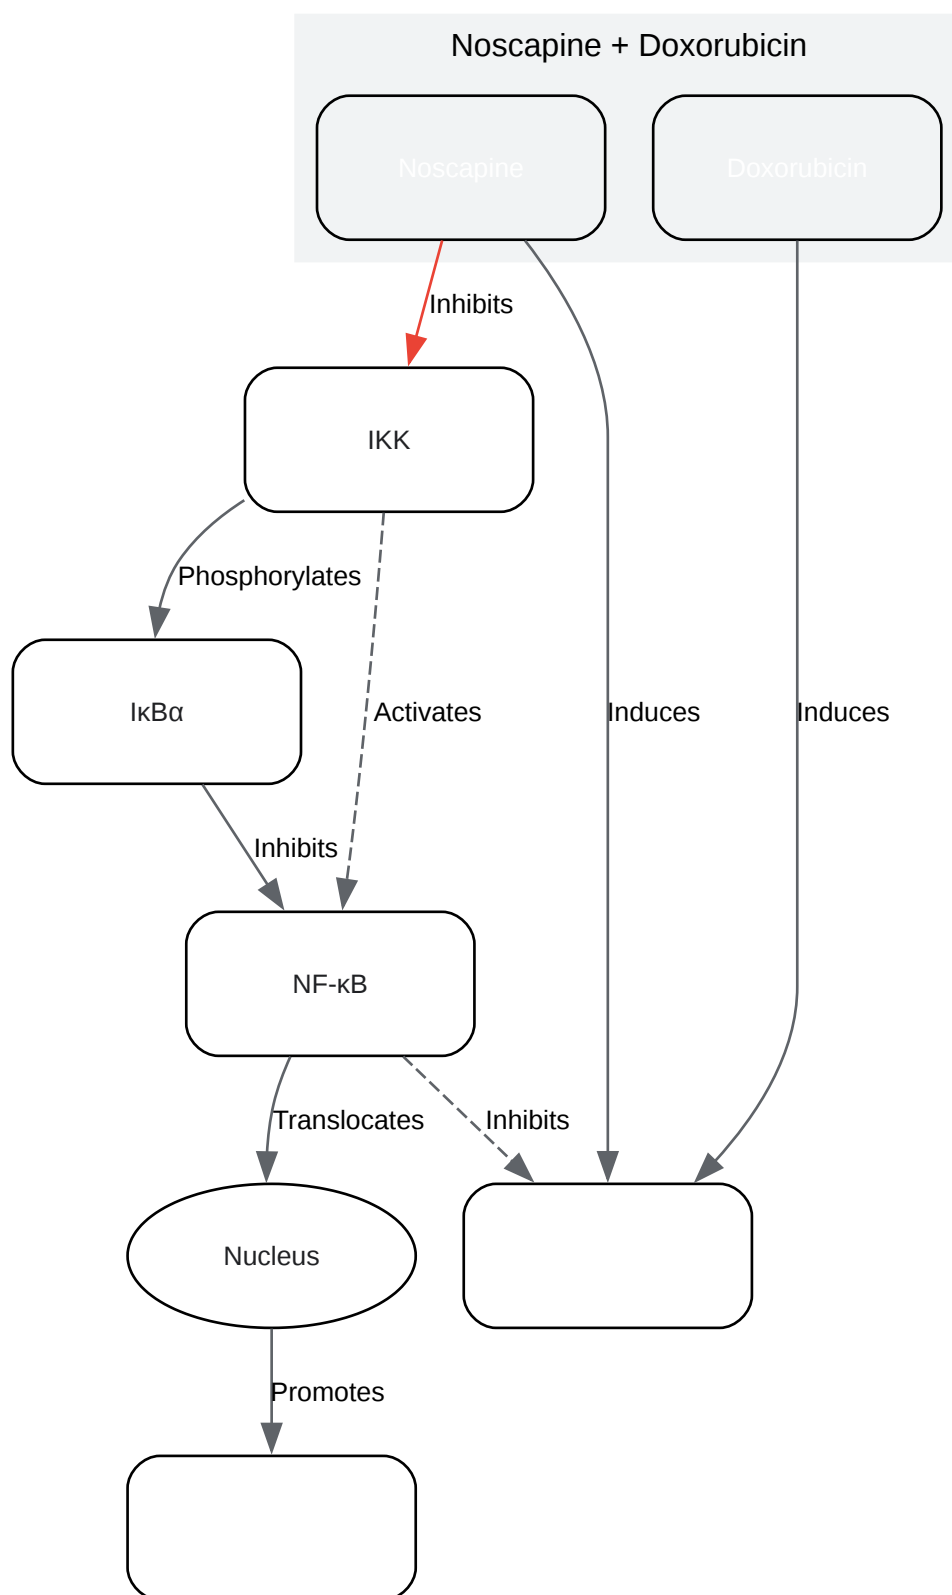 Noscapine + Doxorubicin
Noscapine
Doxorubicin
Inhibits
IKK
Phosphorylates
IκBα
Activates
Induces
Induces
Inhibits
NF-κB
Translocates
Inhibits
Nucleus
Promotes